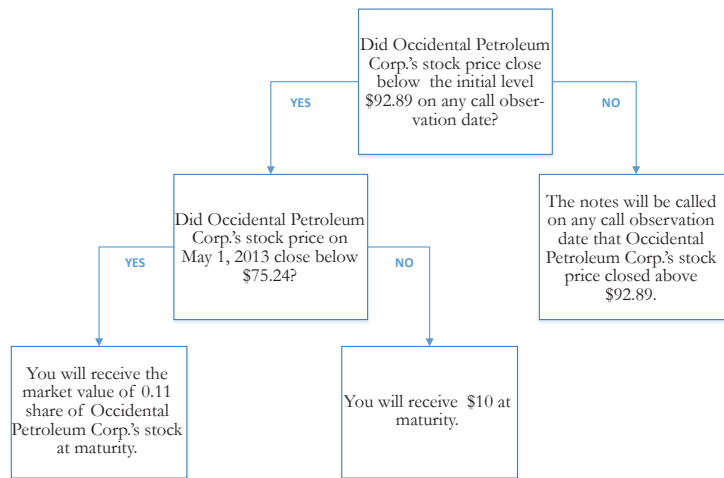 Did Occidental Petroleum
Corp.'s stock price close
below the initial level
$92.89 on any call obser-
vation date?
YES
NO
Did Occidental Petroleum
Corp.'s stock price on
May 1, 2013 close below
$75.24?
The notes will be called
on any call observation
date that Occidental
Petroleum Corp.'s stock
price closed above
$92.89.
YES
NO
You will receive the
market value of 0.11
share of Occidental
Petroleum Corp.'s stock
at maturity.
You will receive $10 at
maturity.